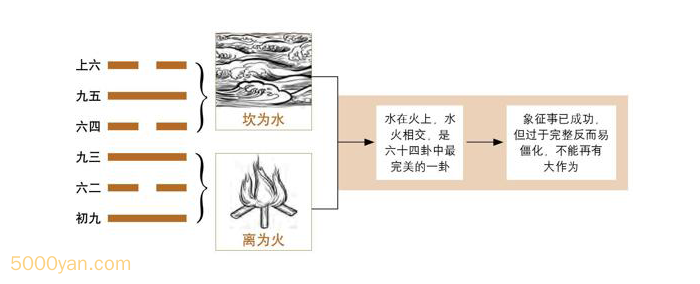 上六
九五
六四
九三
六二
初九
坎为水
离为火
水在火上，水
火相交，是
六十四卦中最
完美的一卦
象征事已成功，
但过于完整反而易
僵化，不能再有
大作为
5000yan.com